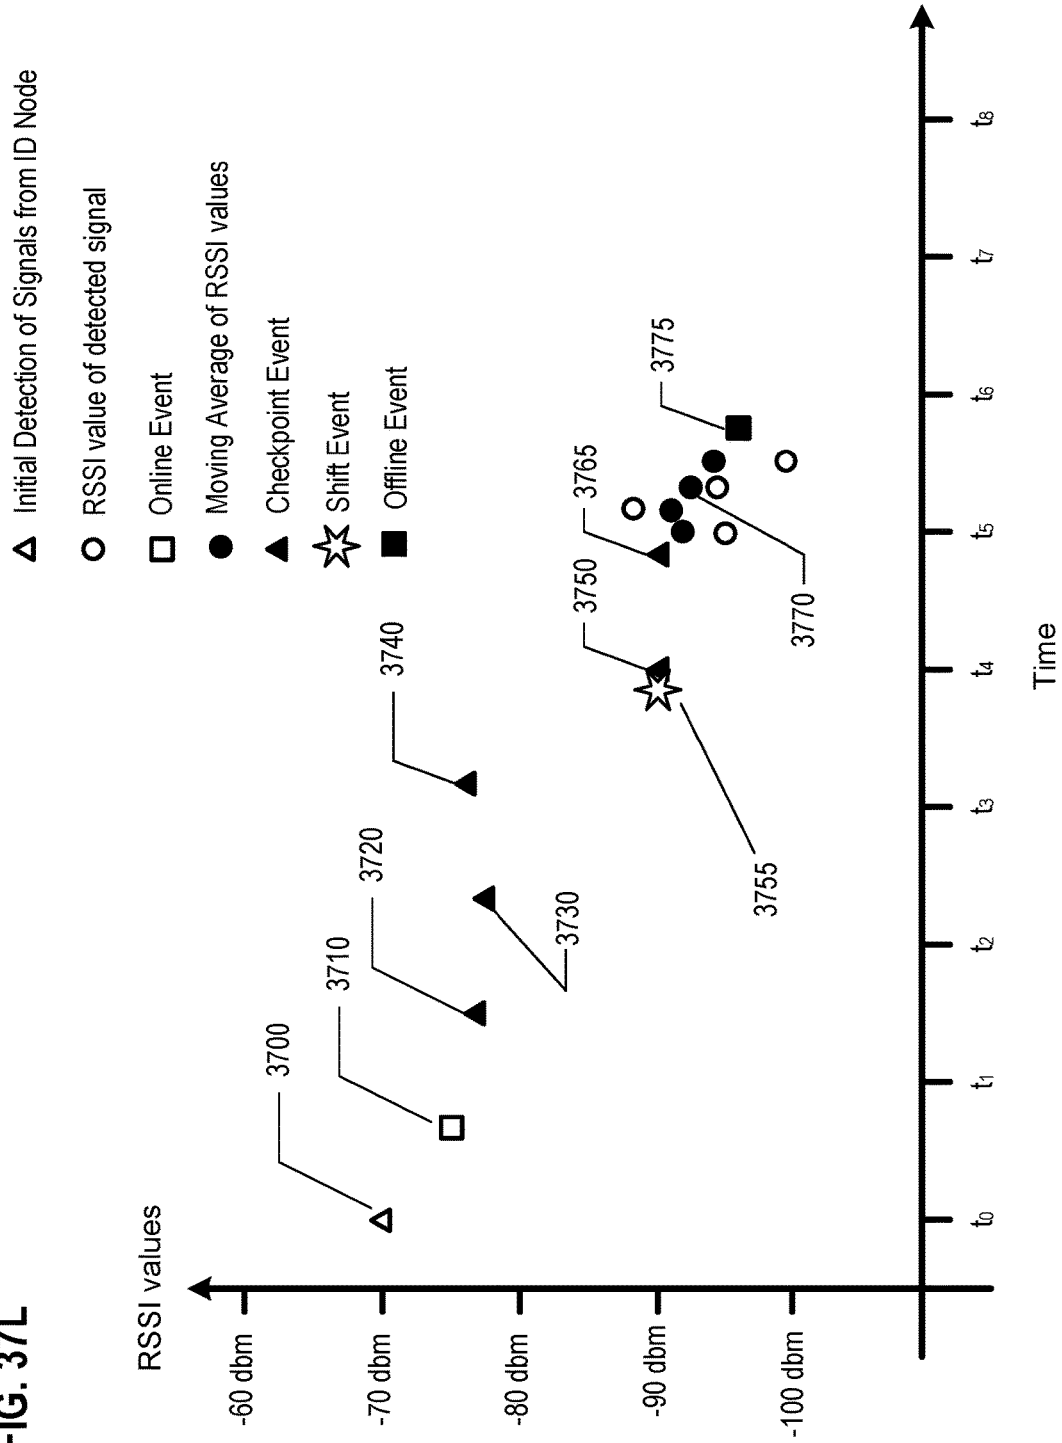 FIG. 37L
RSSI values
-60 dbm
-70 dbm
-80 dbm
-90 dbm
-100 dbm
Initial Detection of Signals from ID Node
RSSI value of detected signal
Online Event
Moving Average of RSSI values
Checkpoint Event
Shift Event
Offline Event
3700
3710
3720
3730
3740
3750
3755
3765
3770
3775
t0
t1
t2
t3
t4
t5
t6
t7
t8
Time